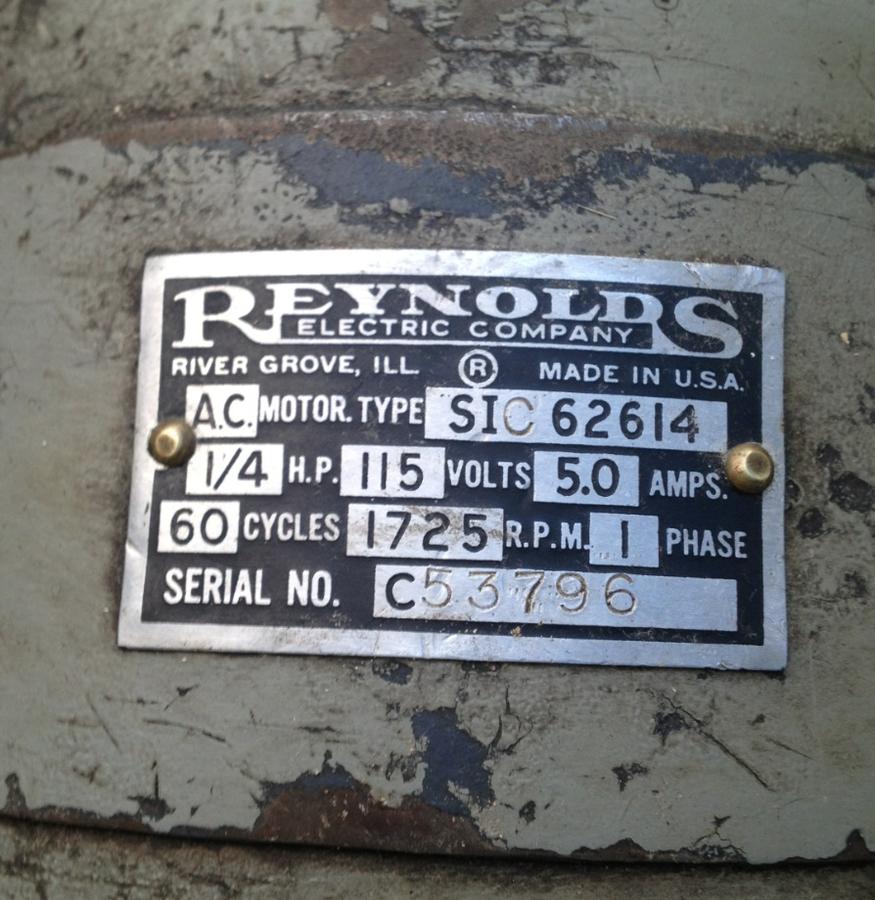 REYNOLDS
ELECTRIC COMPANY
RIVER GROVE, ILL. ® MADE IN U.S.A.
A.C. MOTOR. TYPE SIC 62614
1/4 H.P. 115 VOLTS 5.0 AMPS.
60 CYCLES 1725 R.P.M. 1 PHASE
SERIAL NO. C53796